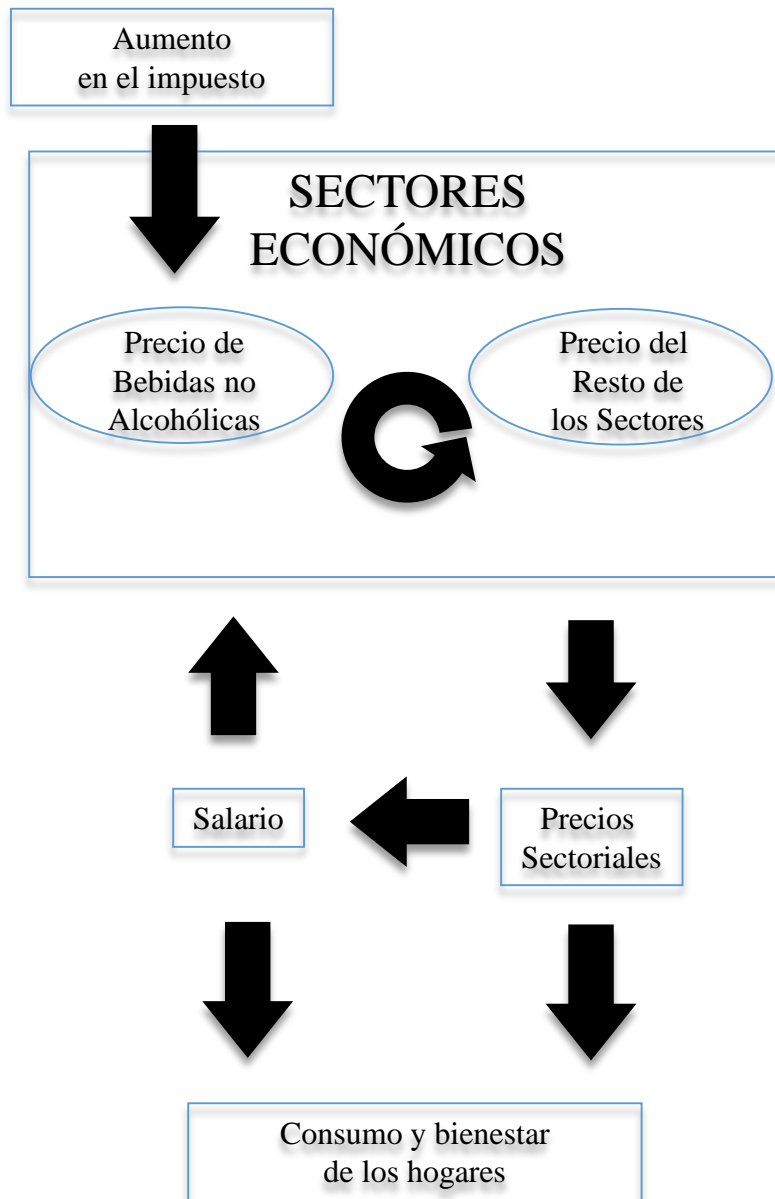 Aumento
en el impuesto
SECTORES
ECONÓMICOS
Precio de
Bebidas no
Alcohólicas
Precio del
Resto de
los Sectores
Salario
Precios
Sectoriales
Consumo y bienestar
de los hogares